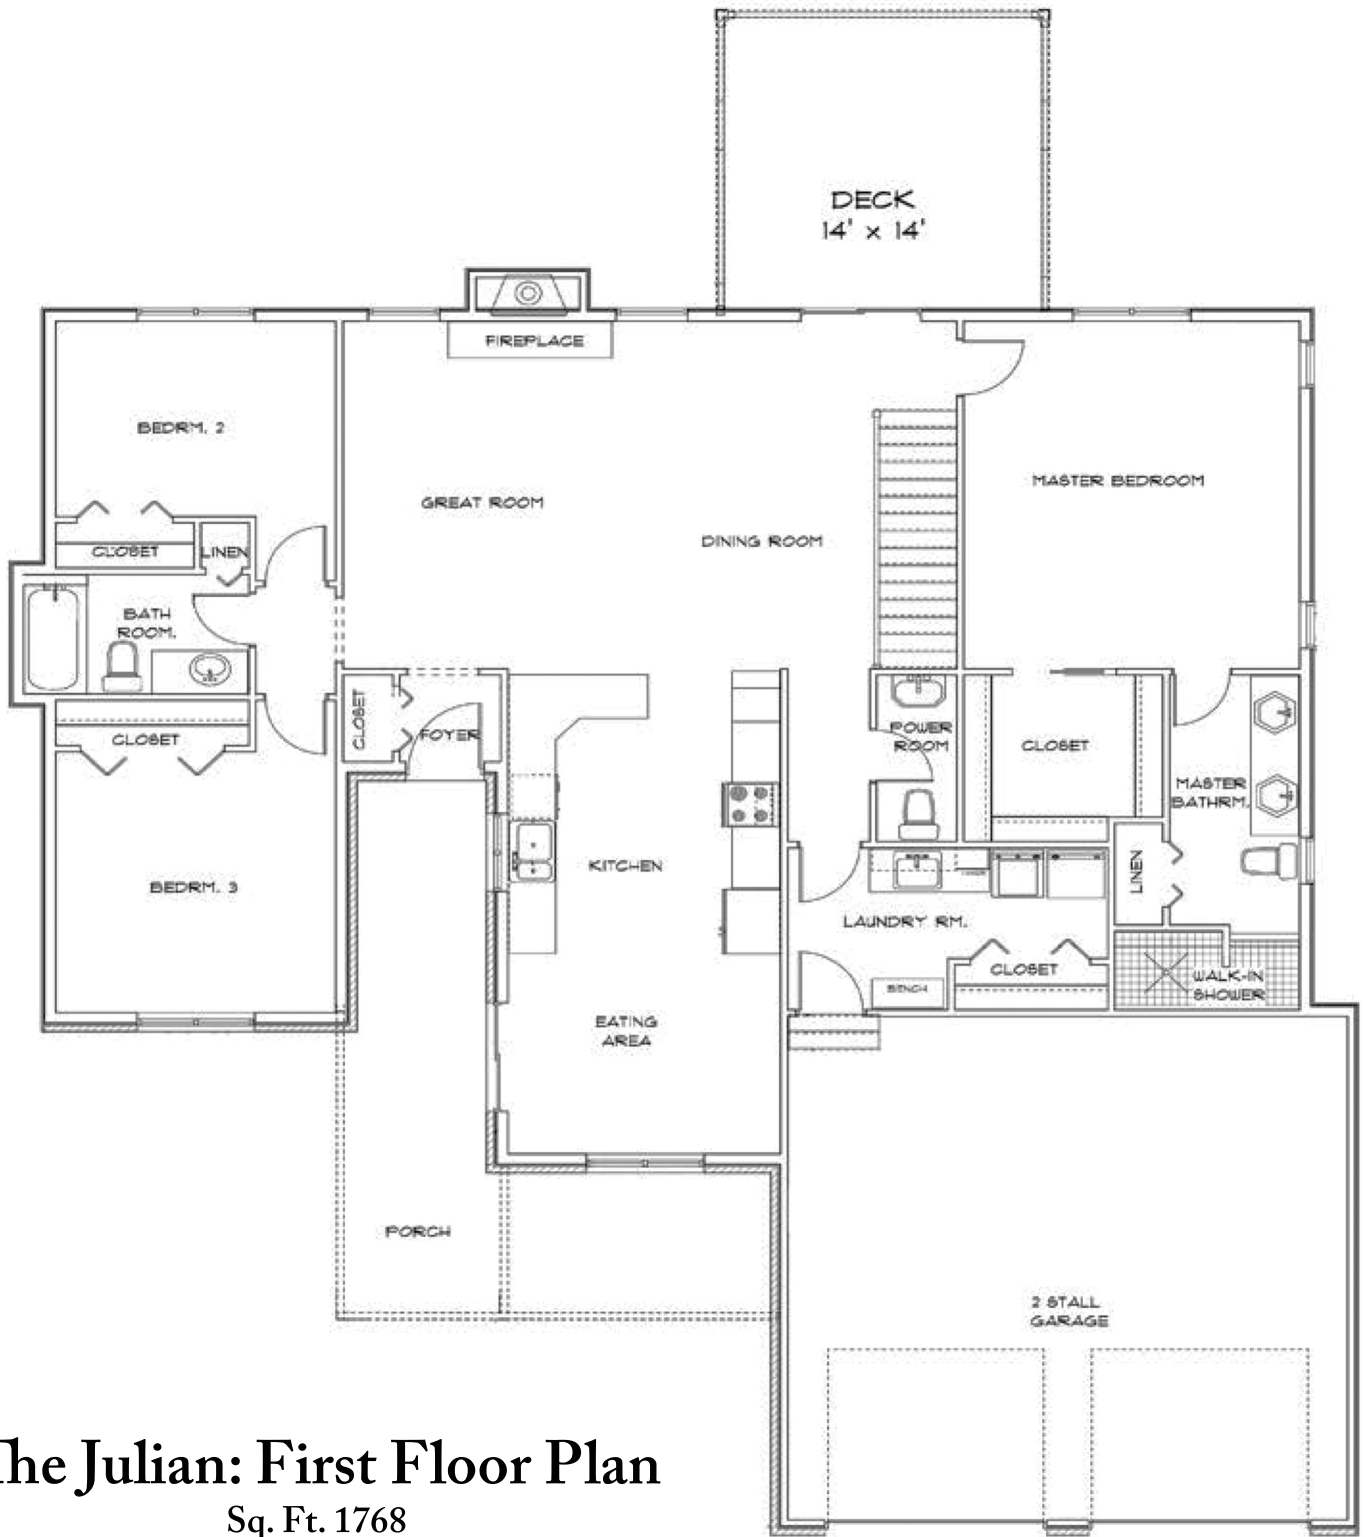 DECK
14' x 14'
FIREPLACE
BEDRM. 2
GREAT ROOM
MASTER BEDROOM
DINING ROOM
CLOSET
LINEN
BATH
ROOM.
CLOSET
FOYER
POWER
ROOM
CLOSET
CLOSET
MASTER
BATHRM.
KITCHEN
BEDRM. 3
LINEN
LAUNDRY RM.
CLOSET
WALK-IN
SHOWER
BENCH
EATING
AREA
PORCH
2 STALL
GARAGE
The Julian: First Floor Plan
Sq. Ft. 1768